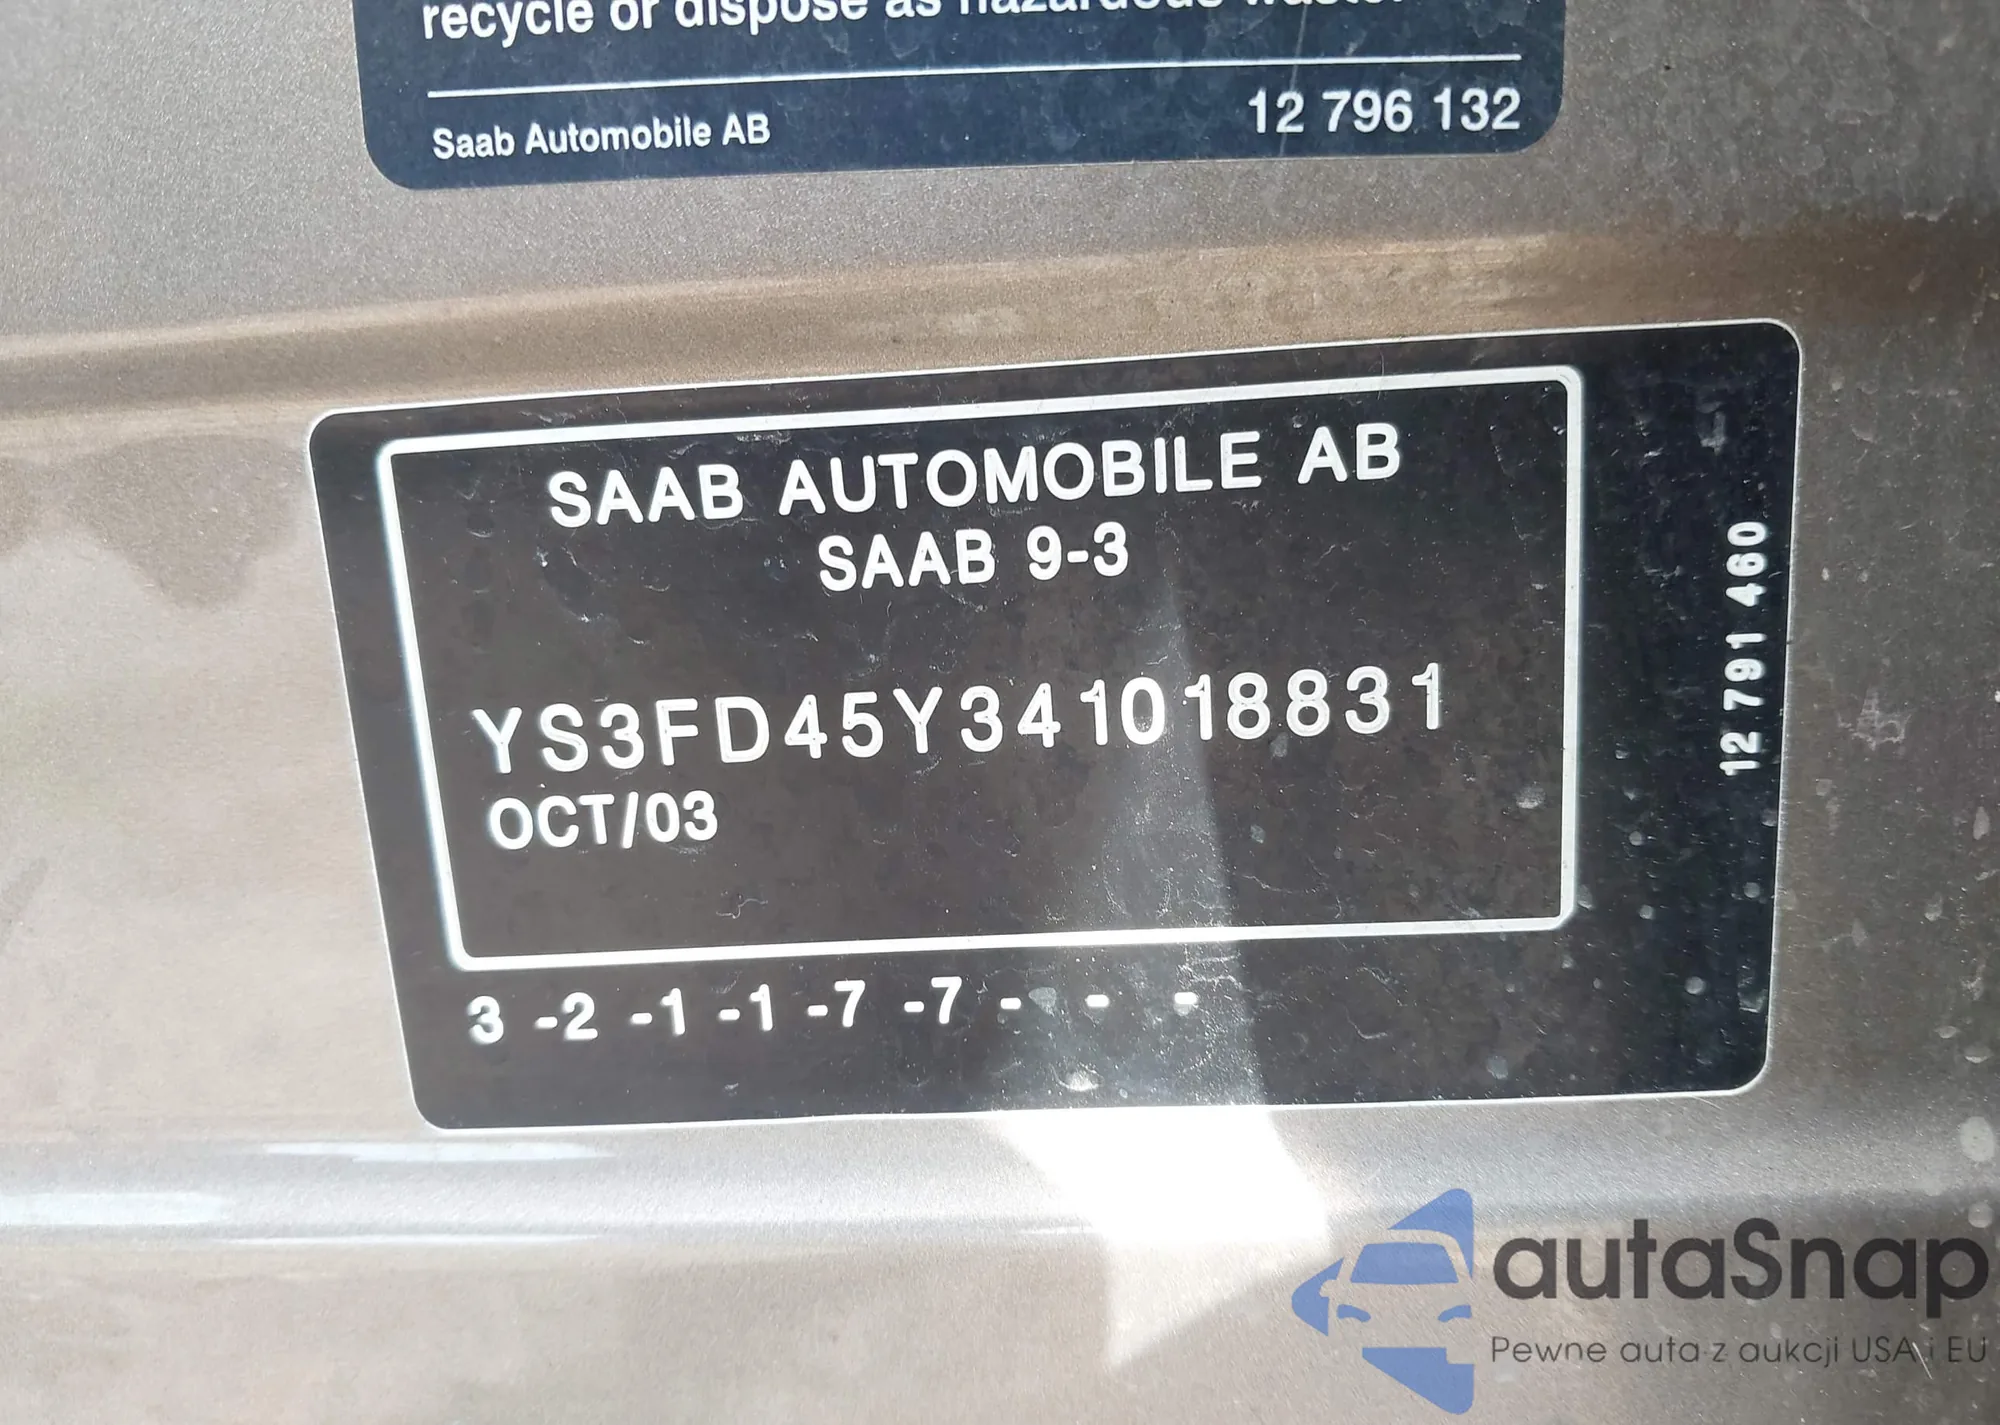 recycle or dispose as hazardous waste.
Saab Automobile AB 12 796 132
SAAB AUTOMOBILE AB
SAAB 9-3
YS3FD45Y341018831
OCT/03
3 -2 -1 -1 -7 -7 - - -
12 791 460
autaSnap
Pewne auta z aukcji USA i EU